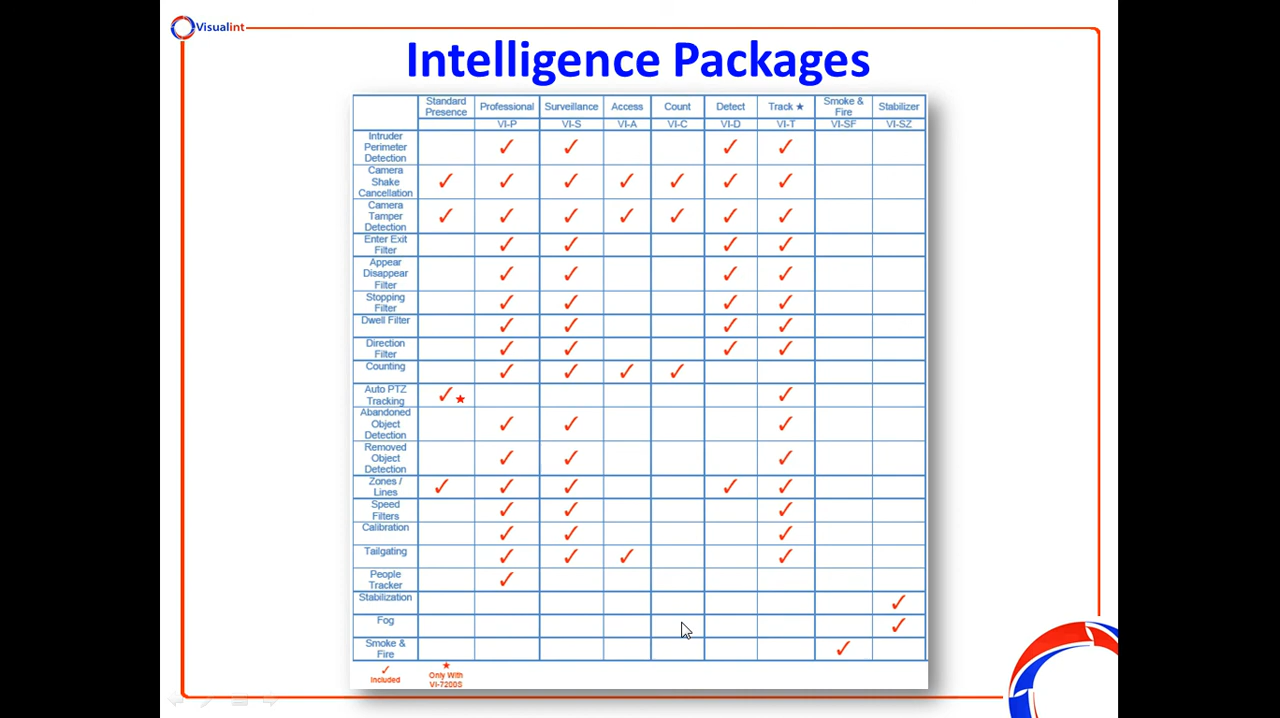 Visualint
Intelligence Packages
Standard Presence Professional Surveillance Access Count Detect Track ★ Smoke & Fire Stabilizer
VI-P VI-S VI-A VI-C VI-D VI-T VI-SF VI-SZ
Intruder Perimeter Detection ✓ ✓ ✓ ✓
Camera Shake Cancellation ✓ ✓ ✓ ✓ ✓ ✓ ✓
Camera Tamper Detection ✓ ✓ ✓ ✓ ✓ ✓ ✓
Enter Exit Filter ✓ ✓ ✓ ✓
Appear Disappear Filter ✓ ✓ ✓ ✓
Stopping Filter ✓ ✓ ✓ ✓
Dwell Filter ✓ ✓ ✓ ✓
Direction Filter ✓ ✓ ✓ ✓
Counting ✓ ✓ ✓ ✓
Auto PTZ Tracking ✓★ ✓
Abandoned Object Detection ✓ ✓ ✓
Removed Object Detection ✓ ✓ ✓
Zones / Lines ✓ ✓ ✓ ✓ ✓
Speed Filters ✓ ✓ ✓
Calibration ✓ ✓ ✓
Tailgating ✓ ✓ ✓ ✓
People Tracker ✓
Stabilization ✓
Fog ✓
Smoke & Fire ✓
✓ Included ★ Only With VI-7200S